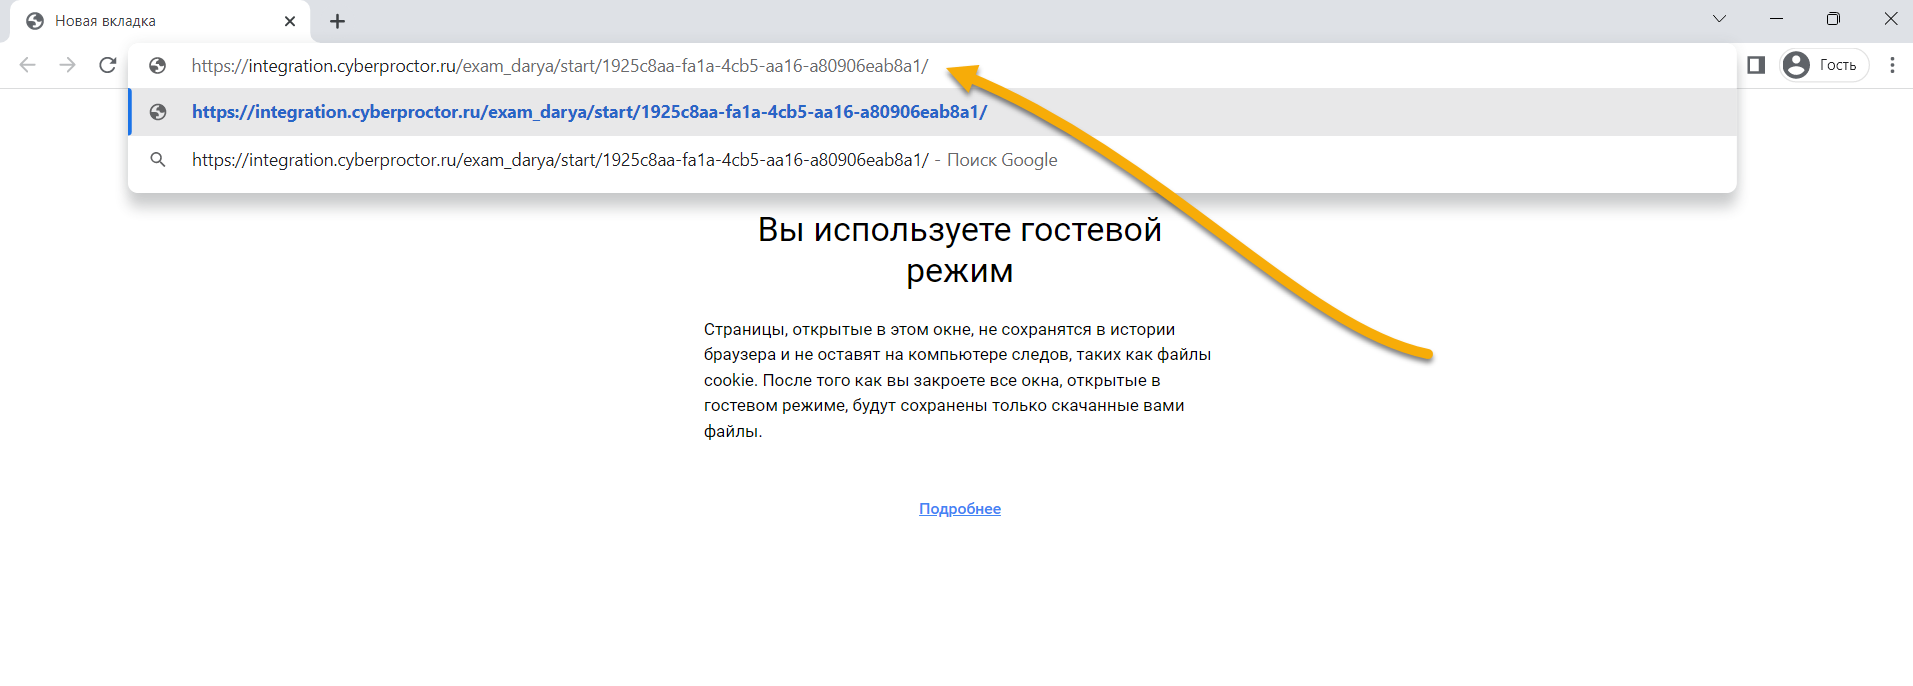 Новая вкладка
https://integration.cyberproctor.ru/exam_darya/start/1925c8aa-fa1a-4cb5-aa16-a80906eab8a1/
Гость
https://integration.cyberproctor.ru/exam_darya/start/1925c8aa-fa1a-4cb5-aa16-a80906eab8a1/
https://integration.cyberproctor.ru/exam_darya/start/1925c8aa-fa1a-4cb5-aa16-a80906eab8a1/ - Поиск Google
Вы используете гостевой
режим
Страницы, открытые в этом окне, не сохранятся в истории
браузера и не оставят на компьютере следов, таких как файлы
cookie. После того как вы закроете все окна, открытые в
гостевом режиме, будут сохранены только скачанные вами
файлы.
Подробнее